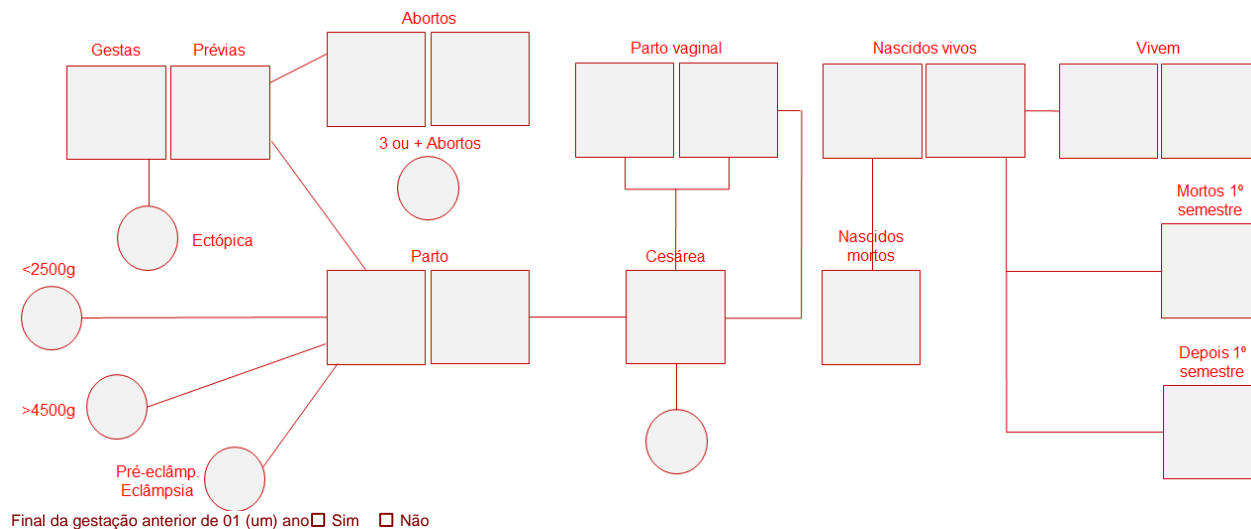 Abortos
Gestas
Prévias
Parto vaginal
Nascidos vivos
Vivem
3 ou + Abortos
Mortos 1º
semestre
Ectópica
Nascidos
mortos
<2500g
Parto
Cesárea
Depois 1º
semestre
>4500g
Pré-eclâmp.
Eclâmpsia
Final da gestação anterior de 01 (um) ano Sim Não